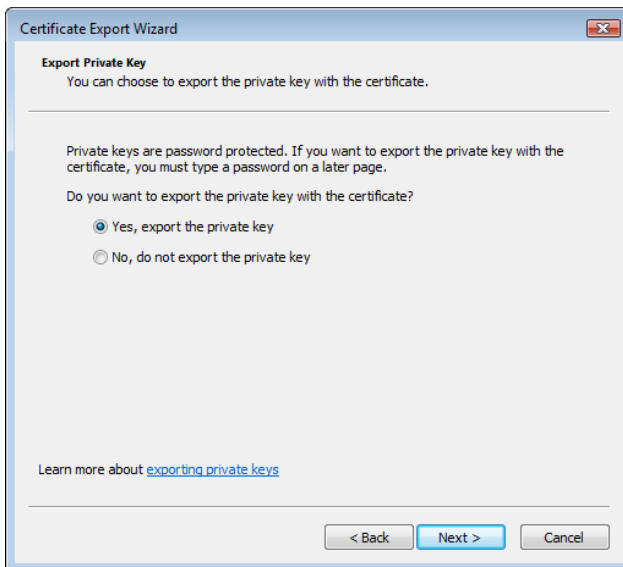 Certificate Export Wizard
Export Private Key
You can choose to export the private key with the certificate.
Private keys are password protected. If you want to export the private key with the
certificate, you must type a password on a later page.
Do you want to export the private key with the certificate?
Yes, export the private key
No, do not export the private key
Learn more about exporting private keys
< Back Next > Cancel